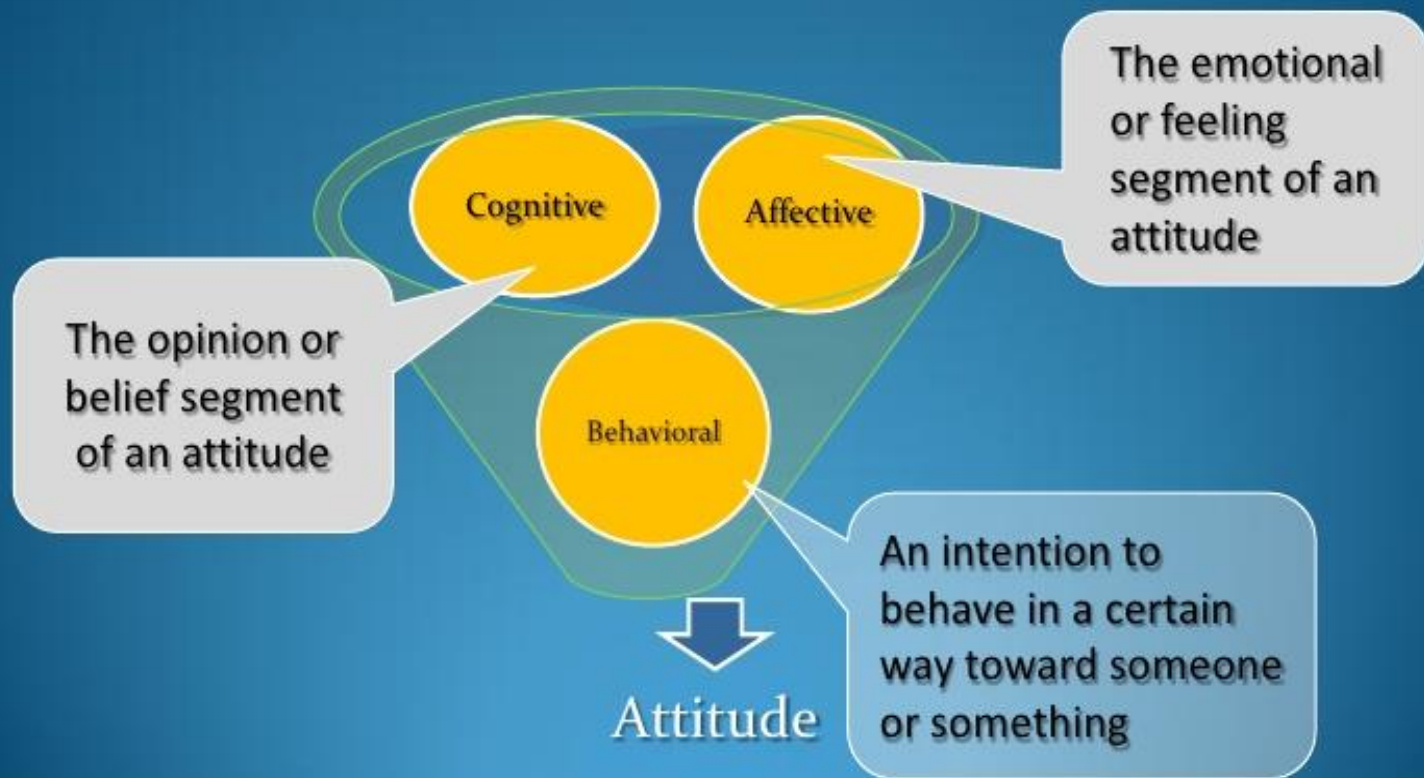 The emotional
or feeling
segment of an
attitude
Cognitive
Affective
The opinion or
belief segment
of an attitude
Behavioral
An intention to
behave in a certain
way toward someone
or something
Attitude